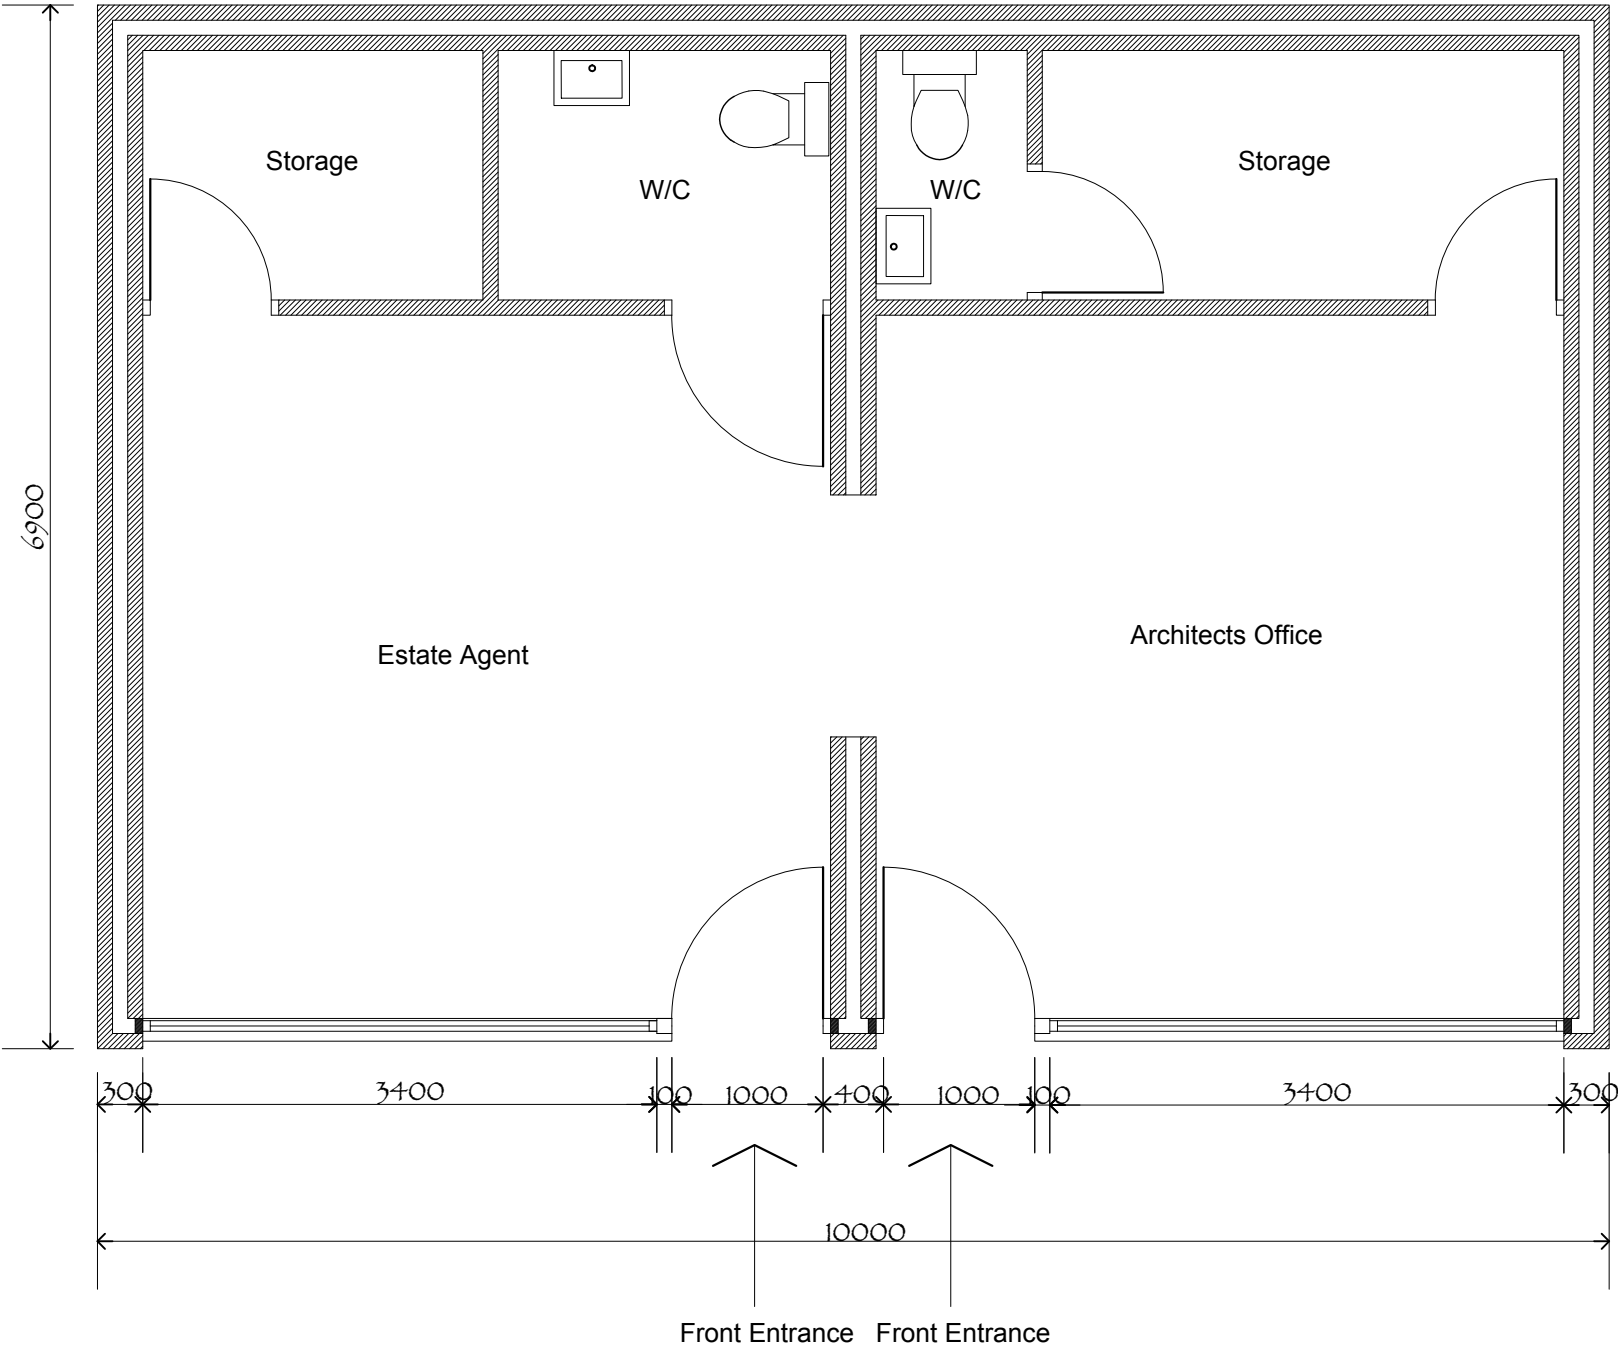 Storage
W/C
W/C
Storage
6900
Estate Agent
Architects Office
300
3400
100
1000
400
1000
100
3400
300
10000
Front Entrance
Front Entrance